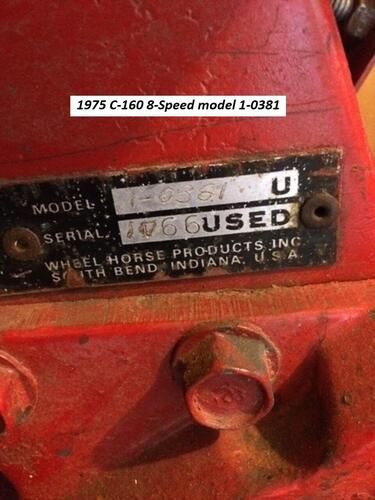 1975 C-160 8-Speed model 1-0381
MODEL 1-0381 U
SERIAL 1766 USED
WHEEL HORSE PRODUCTS INC.
SOUTH BEND, INDIANA, U.S.A.